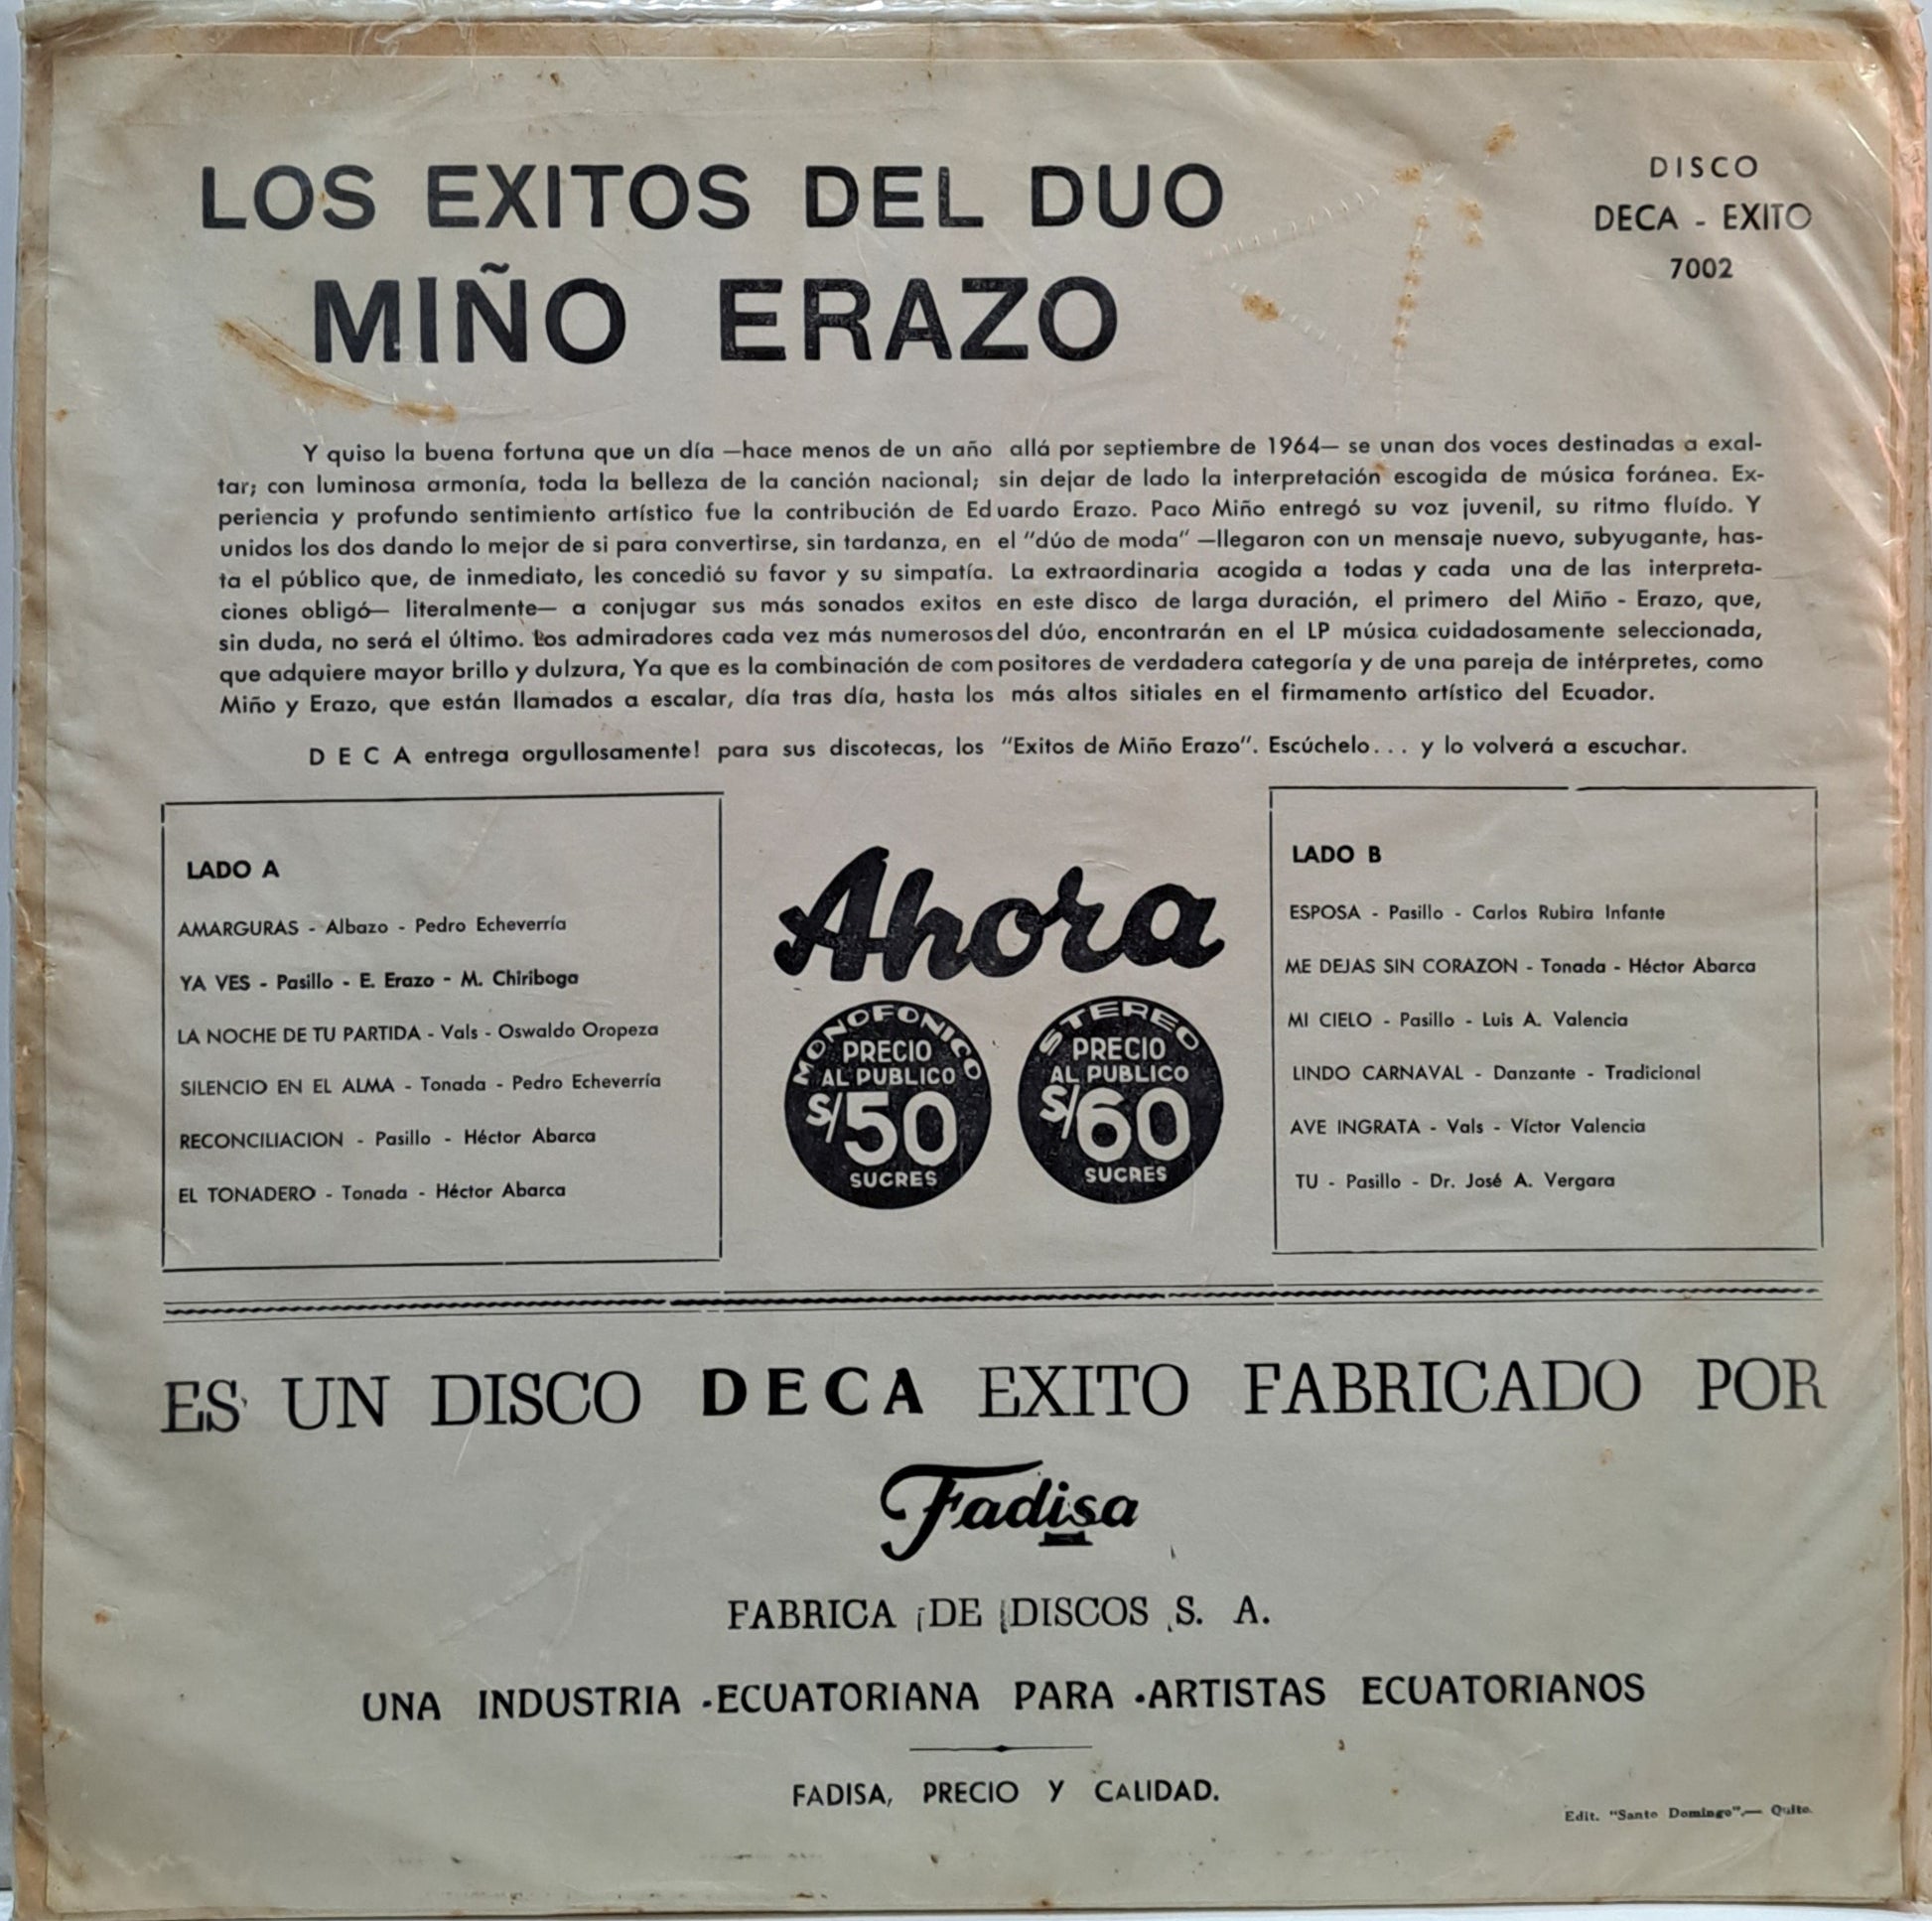 LOS EXITOS DEL DUO
MIÑO ERAZO
DISCO
DECA - EXITO
7002
Y quiso la buena fortuna que un día —hace menos de un año allá por septiembre de 1964— se unan dos voces destinadas a exal-
tar; con luminosa armonía, toda la belleza de la canción nacional; sin dejar de lado la interpretación escogida de música foránea. Ex-
periencia y profundo sentimiento artístico fue la contribución de Eduardo Erazo. Paco Miño entregó su voz juvenil, su ritmo fluído. Y
unidos los dos dando lo mejor de si para convertirse, sin tardanza, en el "dúo de moda" —llegaron con un mensaje nuevo, subyugante, has-
ta el público que, de inmediato, les concedió su favor y su simpatía. La extraordinaria acogida a todas y cada una de las interpreta-
ciones obligó— literalmente— a conjugar sus más sonados exitos en este disco de larga duración, el primero del Miño - Erazo, que,
sin duda, no será el último. Los admiradores cada vez más numerosos del dúo, encontrarán en el LP música cuidadosamente seleccionada,
que adquiere mayor brillo y dulzura, Ya que es la combinación de compositores de verdadera categoría y de una pareja de intérpretes, como
Miño y Erazo, que están llamados a escalar, día tras día, hasta los más altos sitiales en el firmamento artístico del Ecuador.
D E C A entrega orgullosamente! para sus discotecas, los "Exitos de Miño Erazo". Escúchelo... y lo volverá a escuchar.
LADO A
AMARGURAS - Albazo - Pedro Echeverría
YA VES - Pasillo - E. Erazo - M. Chiriboga
LA NOCHE DE TU PARTIDA - Vals - Oswaldo Oropeza
SILENCIO EN EL ALMA - Tonada - Pedro Echeverría
RECONCILIACION - Pasillo - Héctor Abarca
EL TONADERO - Tonada - Héctor Abarca
Ahora
MONOFONICO
PRECIO
AL PUBLICO
S/50
SUCRES
STEREO
PRECIO
AL PUBLICO
S/60
SUCRES
LADO B
ESPOSA - Pasillo - Carlos Rubira Infante
ME DEJAS SIN CORAZON - Tonada - Héctor Abarca
MI CIELO - Pasillo - Luis A. Valencia
LINDO CARNAVAL - Danzante - Tradicional
AVE INGRATA - Vals - Víctor Valencia
TU - Pasillo - Dr. José A. Vergara
ES UN DISCO DECA EXITO FABRICADO POR
Fadisa
FABRICA DE DISCOS S. A.
UNA INDUSTRIA ECUATORIANA PARA ARTISTAS ECUATORIANOS
FADISA, PRECIO Y CALIDAD.
Edit. "Santo Domingo".— Quito.